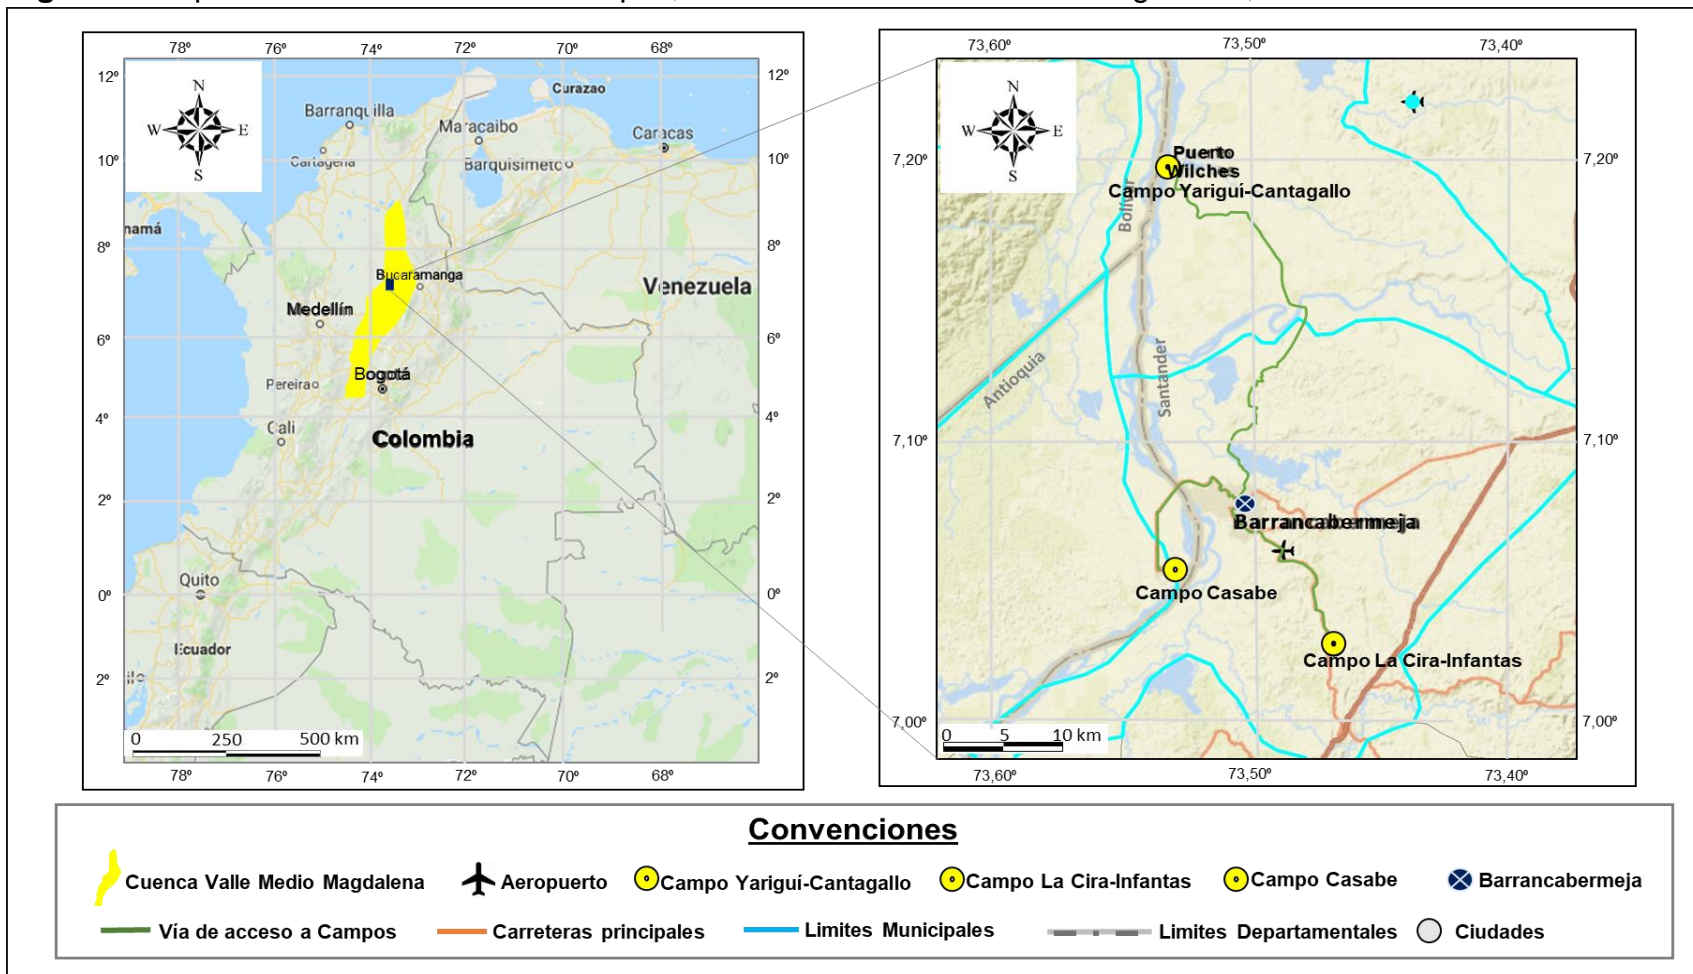 78º 76º 74º 72º 70º 68º
12º 12º
N
W E
S
Barranquilla
Curazao
Maracaibo
Caracas
Cartagena
Barquisimeto
10º 10º
namá
8º 8º
Bucaramanga
Venezuela
Medellín
6º 6º
Bogotá
Pereira
4º 4º
Cali
Colombia
2º 2º
Quito
0º 0º
Ecuador
2º 2º
0 250 500 km
78º 76º 74º 72º 70º 68º
73,60º 73,50º 73,40º
N
W E
S
7,20º 7,20º
Puerto
Wilches
Campo Yariguí-Cantagallo
Bolívar
Antioquia
Santander
7,10º 7,10º
Barrancabermeja
Campo Casabe
Campo La Cira-Infantas
7,00º 7,00º
0 5 10 km
73,60º 73,50º 73,40º
Convenciones
Cuenca Valle Medio Magdalena Aeropuerto Campo Yariguí-Cantagallo Campo La Cira-Infantas Campo Casabe Barrancabermeja
Vía de acceso a Campos Carreteras principales Limites Municipales Limites Departamentales Ciudades